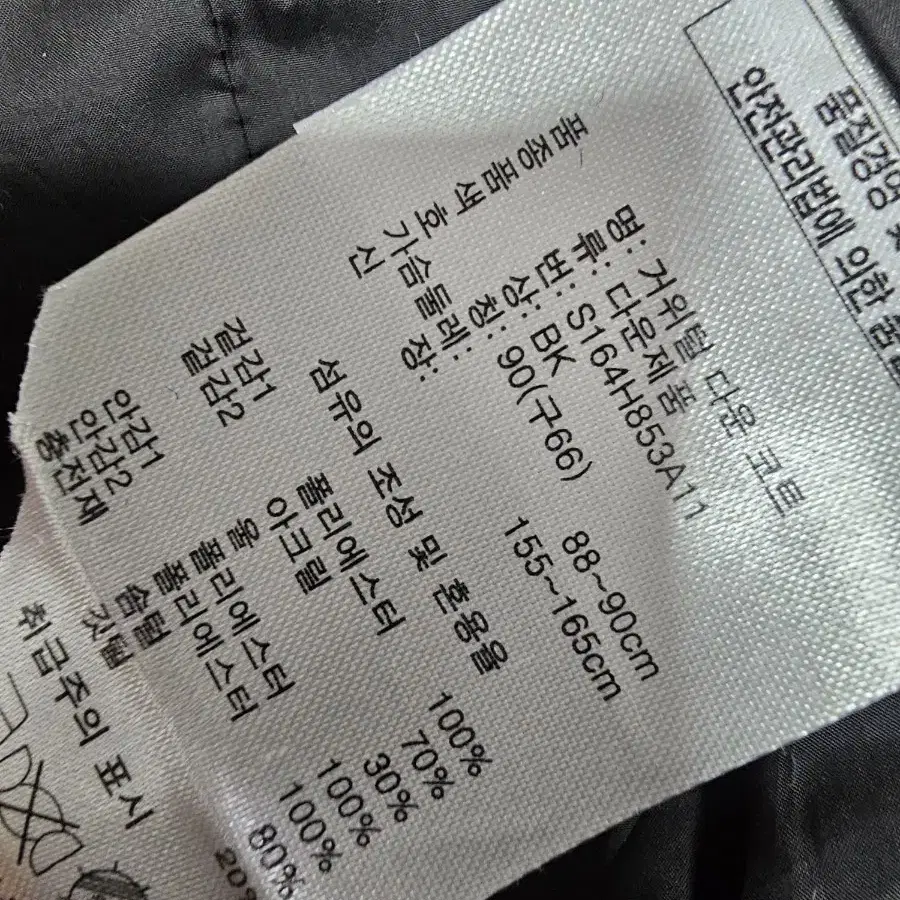 품질경영 및
안전관리법에 의한
품 명: 거위털 다운 코트
종 류: 다운제품
품 번: S164H853A11
색 상: BK
호 칭: 90(구66)
가슴둘레: 88~90cm
신 장: 155~165cm
섬유의 조성 및 혼용율
겉감1 폴리에스터 100%
겉감2 아크릴 70%
울 30%
안감1 폴리에스터 100%
안감2 폴리에스터 100%
충전재 솜털 80%
깃털 20%
취급주의 표시